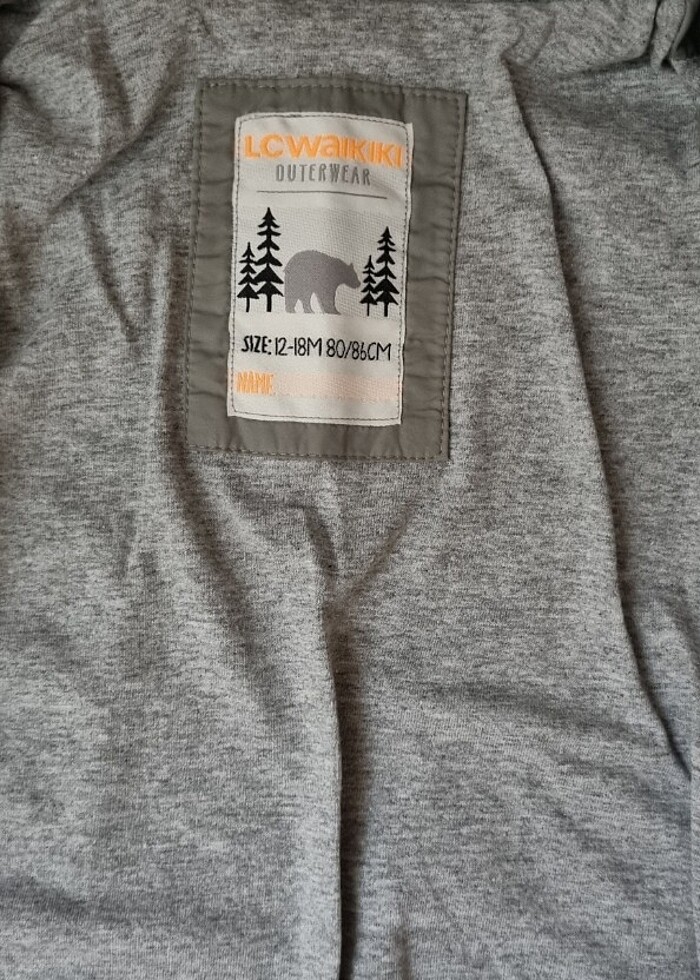 LCWAIKIKI
OUTERWEAR
SIZE: 12-18M 80/86CM
NAME